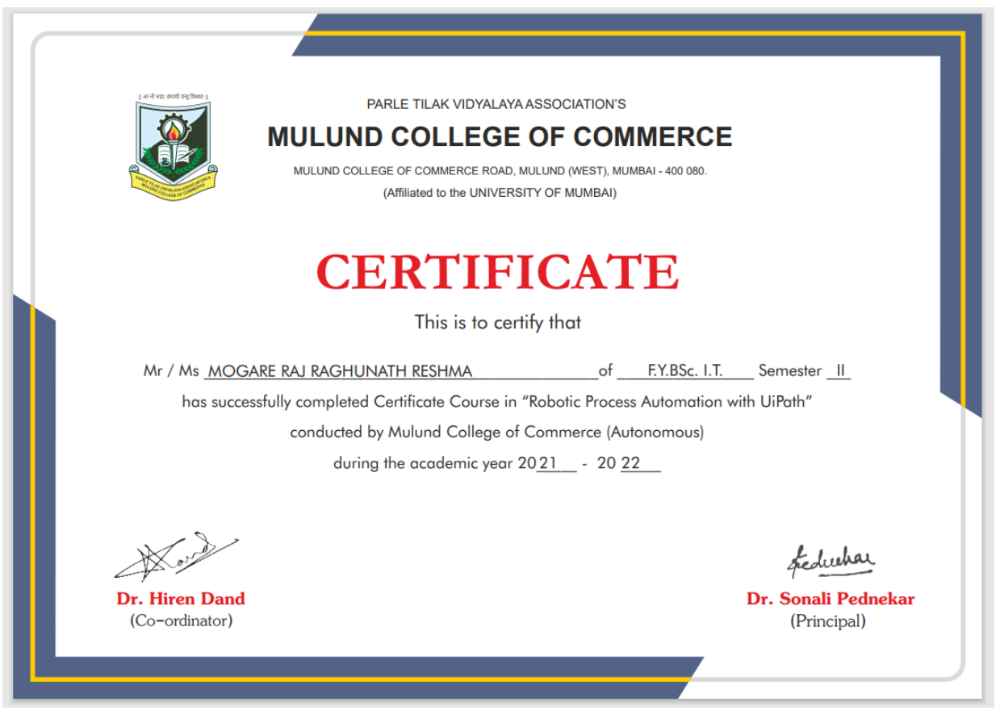 || आ नो भद्राः क्रतवो यन्तु विश्वतः ||
PARLE TILAK VIDYALAYA ASSOCIATION'S
MULUND COLLEGE OF COMMERCE
PARLE TILAK VIDYALAYA ASSOCIATION'S
MULUND COLLEGE OF COMMERCE
MULUND COLLEGE OF COMMERCE ROAD, MULUND (WEST), MUMBAI - 400 080.
(Affiliated to the UNIVERSITY OF MUMBAI)
CERTIFICATE
This is to certify that
Mr / Ms MOGARE RAJ RAGHUNATH RESHMA of F.Y.BSc. I.T. Semester II
has successfully completed Certificate Course in “Robotic Process Automation with UiPath”
conducted by Mulund College of Commerce (Autonomous)
during the academic year 2021 - 20 22
Dr. Hiren Dand
(Co-ordinator)
Dr. Sonali Pednekar
(Principal)